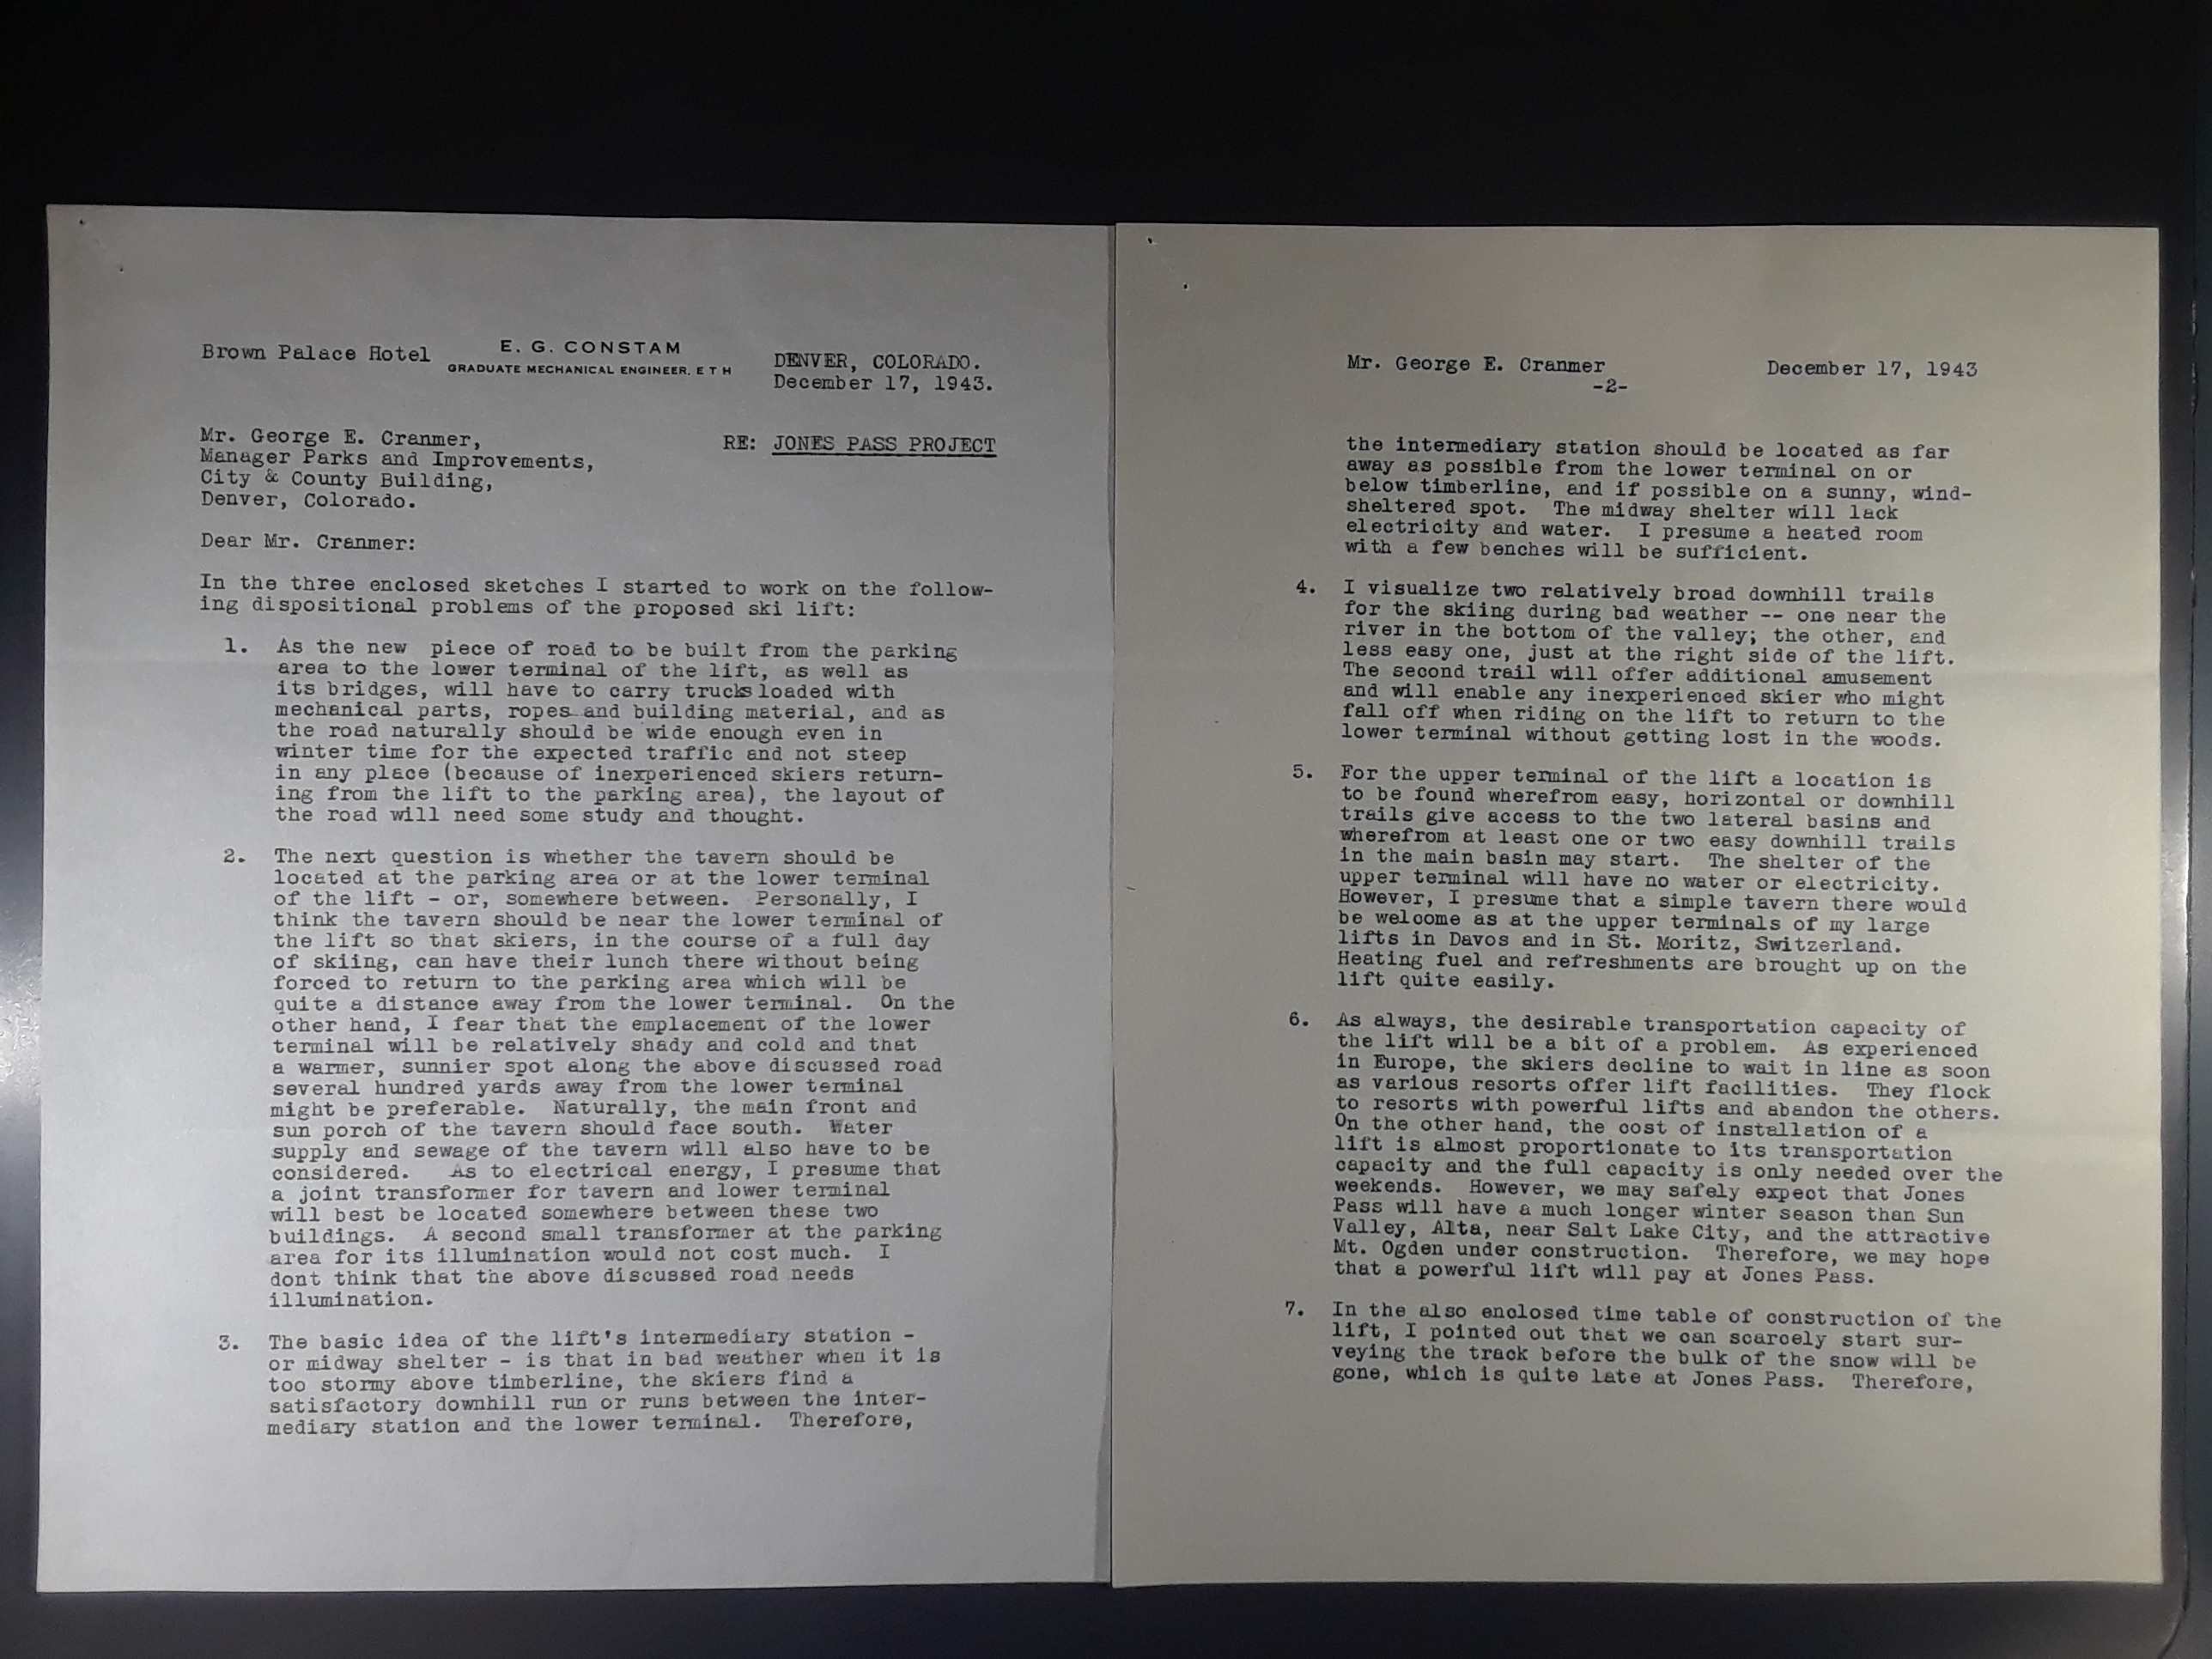 Brown Palace Hotel
E. G. CONSTAM
GRADUATE MECHANICAL ENGINEER. E T H
DENVER, COLORADO.
December 17, 1943.
Mr. George E. Cranmer,
Manager Parks and Improvements,
City & County Building,
Denver, Colorado.
RE: JONES PASS PROJECT
Dear Mr. Cranmer:
In the three enclosed sketches I started to work on the follow-
ing dispositional problems of the proposed ski lift:
1. As the new piece of road to be built from the parking
area to the lower terminal of the lift, as well as
its bridges, will have to carry trucks loaded with
mechanical parts, ropes and building material, and as
the road naturally should be wide enough even in
winter time for the expected traffic and not steep
in any place (because of inexperienced skiers return-
ing from the lift to the parking area), the layout of
the road will need some study and thought.
2. The next question is whether the tavern should be
located at the parking area or at the lower terminal
of the lift - or, somewhere between. Personally, I
think the tavern should be near the lower terminal of
the lift so that skiers, in the course of a full day
of skiing, can have their lunch there without being
forced to return to the parking area which will be
quite a distance away from the lower terminal. On the
other hand, I fear that the emplacement of the lower
terminal will be relatively shady and cold and that
a warmer, sunnier spot along the above discussed road
several hundred yards away from the lower terminal
might be preferable. Naturally, the main front and
sun porch of the tavern should face south. Water
supply and sewage of the tavern will also have to be
considered. As to electrical energy, I presume that
a joint transformer for tavern and lower terminal
will best be located somewhere between these two
buildings. A second small transformer at the parking
area for its illumination would not cost much. I
dont think that the above discussed road needs
illumination.
3. The basic idea of the lift's intermediary station -
or midway shelter - is that in bad weather when it is
too stormy above timberline, the skiers find a
satisfactory downhill run or runs between the inter-
mediary station and the lower terminal. Therefore,
Mr. George E. Cranmer
December 17, 1943
-2-
the intermediary station should be located as far
away as possible from the lower terminal on or
below timberline, and if possible on a sunny, wind-
sheltered spot. The midway shelter will lack
electricity and water. I presume a heated room
with a few benches will be sufficient.
4. I visualize two relatively broad downhill trails
for the skiing during bad weather -- one near the
river in the bottom of the valley; the other, and
less easy one, just at the right side of the lift.
The second trail will offer additional amusement
and will enable any inexperienced skier who might
fall off when riding on the lift to return to the
lower terminal without getting lost in the woods.
5. For the upper terminal of the lift a location is
to be found wherefrom easy, horizontal or downhill
trails give access to the two lateral basins and
wherefrom at least one or two easy downhill trails
in the main basin may start. The shelter of the
upper terminal will have no water or electricity.
However, I presume that a simple tavern there would
be welcome as at the upper terminals of my large
lifts in Davos and in St. Moritz, Switzerland.
Heating fuel and refreshments are brought up on the
lift quite easily.
6. As always, the desirable transportation capacity of
the lift will be a bit of a problem. As experienced
in Europe, the skiers decline to wait in line as soon
as various resorts offer lift facilities. They flock
to resorts with powerful lifts and abandon the others.
On the other hand, the cost of installation of a
lift is almost proportionate to its transportation
capacity and the full capacity is only needed over the
weekends. However, we may safely expect that Jones
Pass will have a much longer winter season than Sun
Valley, Alta, near Salt Lake City, and the attractive
Mt. Ogden under construction. Therefore, we may hope
that a powerful lift will pay at Jones Pass.
7. In the also enclosed time table of construction of the
lift, I pointed out that we can scarcely start sur-
veying the track before the bulk of the snow will be
gone, which is quite late at Jones Pass. Therefore,